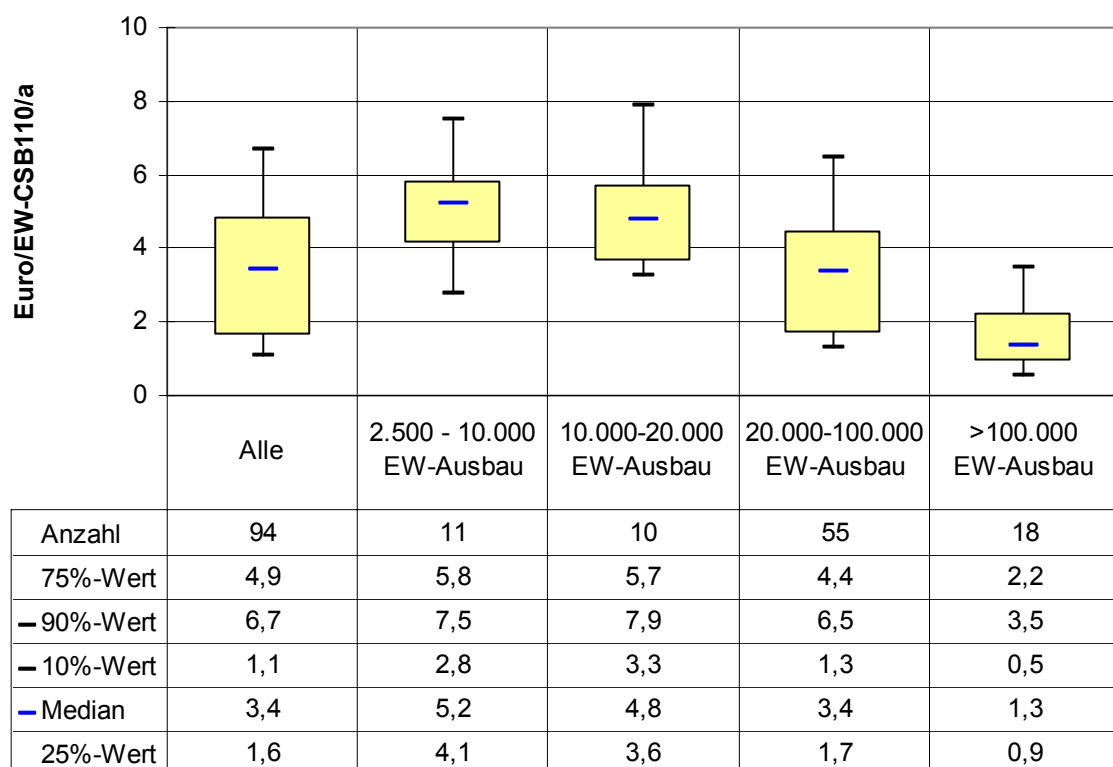 10
8
6
4
2
0
Euro/EW-CSB110/a
Alle
2.500 - 10.000
EW-Ausbau
10.000-20.000
EW-Ausbau
20.000-100.000
EW-Ausbau
>100.000
EW-Ausbau
Anzahl 94 11 10 55 18
75%-Wert 4,9 5,8 5,7 4,4 2,2
90%-Wert 6,7 7,5 7,9 6,5 3,5
10%-Wert 1,1 2,8 3,3 1,3 0,5
Median 3,4 5,2 4,8 3,4 1,3
25%-Wert 1,6 4,1 3,6 1,7 0,9